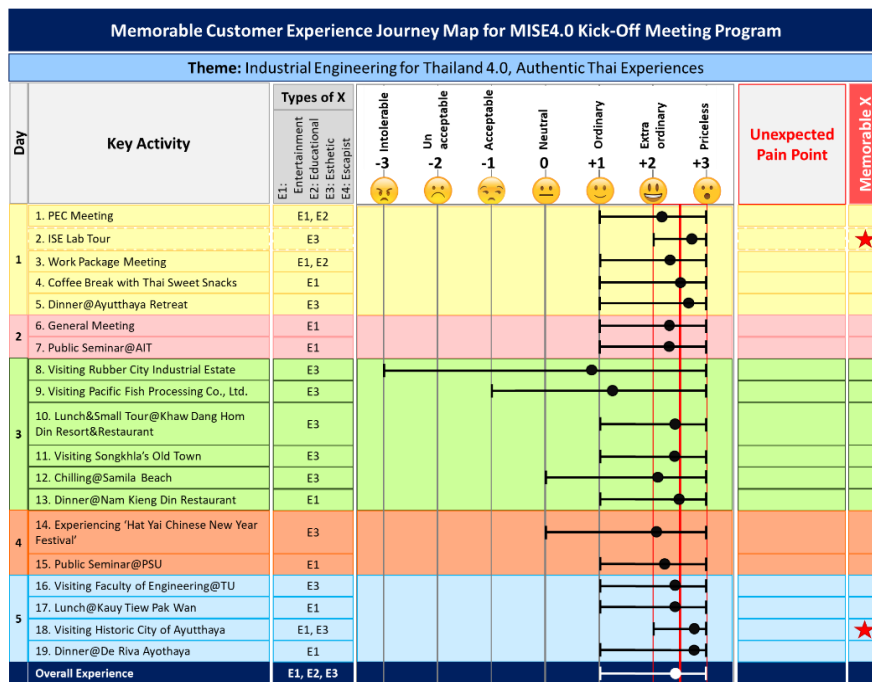 Memorable Customer Experience Journey Map for MISE4.0 Kick-Off Meeting Program
Theme: Industrial Engineering for Thailand 4.0, Authentic Thai Experiences
Day
Key Activity
Types of X
E1: Entertainment
E2: Educational
E3: Esthetic
E4: Escapist
Intolerable
Un acceptable
Acceptable
Neutral
Ordinary
Extra ordinary
Priceless
-3 -2 -1 0 +1 +2 +3
Unexpected
Pain Point
Memorable X
1
1. PEC Meeting E1, E2
2. ISE Lab Tour E3
3. Work Package Meeting E1, E2
4. Coffee Break with Thai Sweet Snacks E1
5. Dinner@Ayutthaya Retreat E3
2
6. General Meeting E1
7. Public Seminar@AIT E1
3
8. Visiting Rubber City Industrial Estate E3
9. Visiting Pacific Fish Processing Co., Ltd. E3
10. Lunch&Small Tour@Khaw Dang Hom
Din Resort&Restaurant E3
11. Visiting Songkhla's Old Town E3
12. Chilling@Samila Beach E3
13. Dinner@Nam Kieng Din Restaurant E1
4
14. Experiencing 'Hat Yai Chinese New Year
Festival' E3
15. Public Seminar@PSU E1
5
16. Visiting Faculty of Engineering@TU E3
17. Lunch@Kauy Tiew Pak Wan E1
18. Visiting Historic City of Ayutthaya E1, E3
19. Dinner@De Riva Ayothaya E1
Overall Experience E1, E2, E3